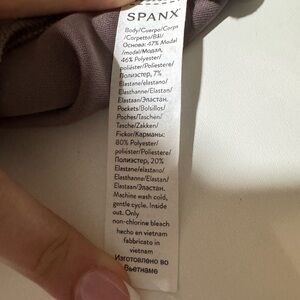 SPANX
Body/Cuerpo/Corps
/Corpetto/Bál/
Основа: 47% Modal
/modal/Модал,
46% Polyester/
poliéster/Poliestere/
Полиэстер, 7%
Elastane/elastano/
Elasthanne/Elastan/
Elastaan/Эластан.
Pockets/Bolsillos/
Poches/Taschen/
Tasche/Zakken/
Fickor/Карманы:
80% Polyester/
poliéster/Poliestere/
Полиэстер, 20%
Elastane/elastano/
Elasthanne/Elastan/
Elastaan/Эластан.
Machine wash cold,
gentle cycle. Inside
out. Only
non-chlorine bleach
hecho en vietnam
fabbricato in
vietnam
Изготовлено во
Вьетнаме